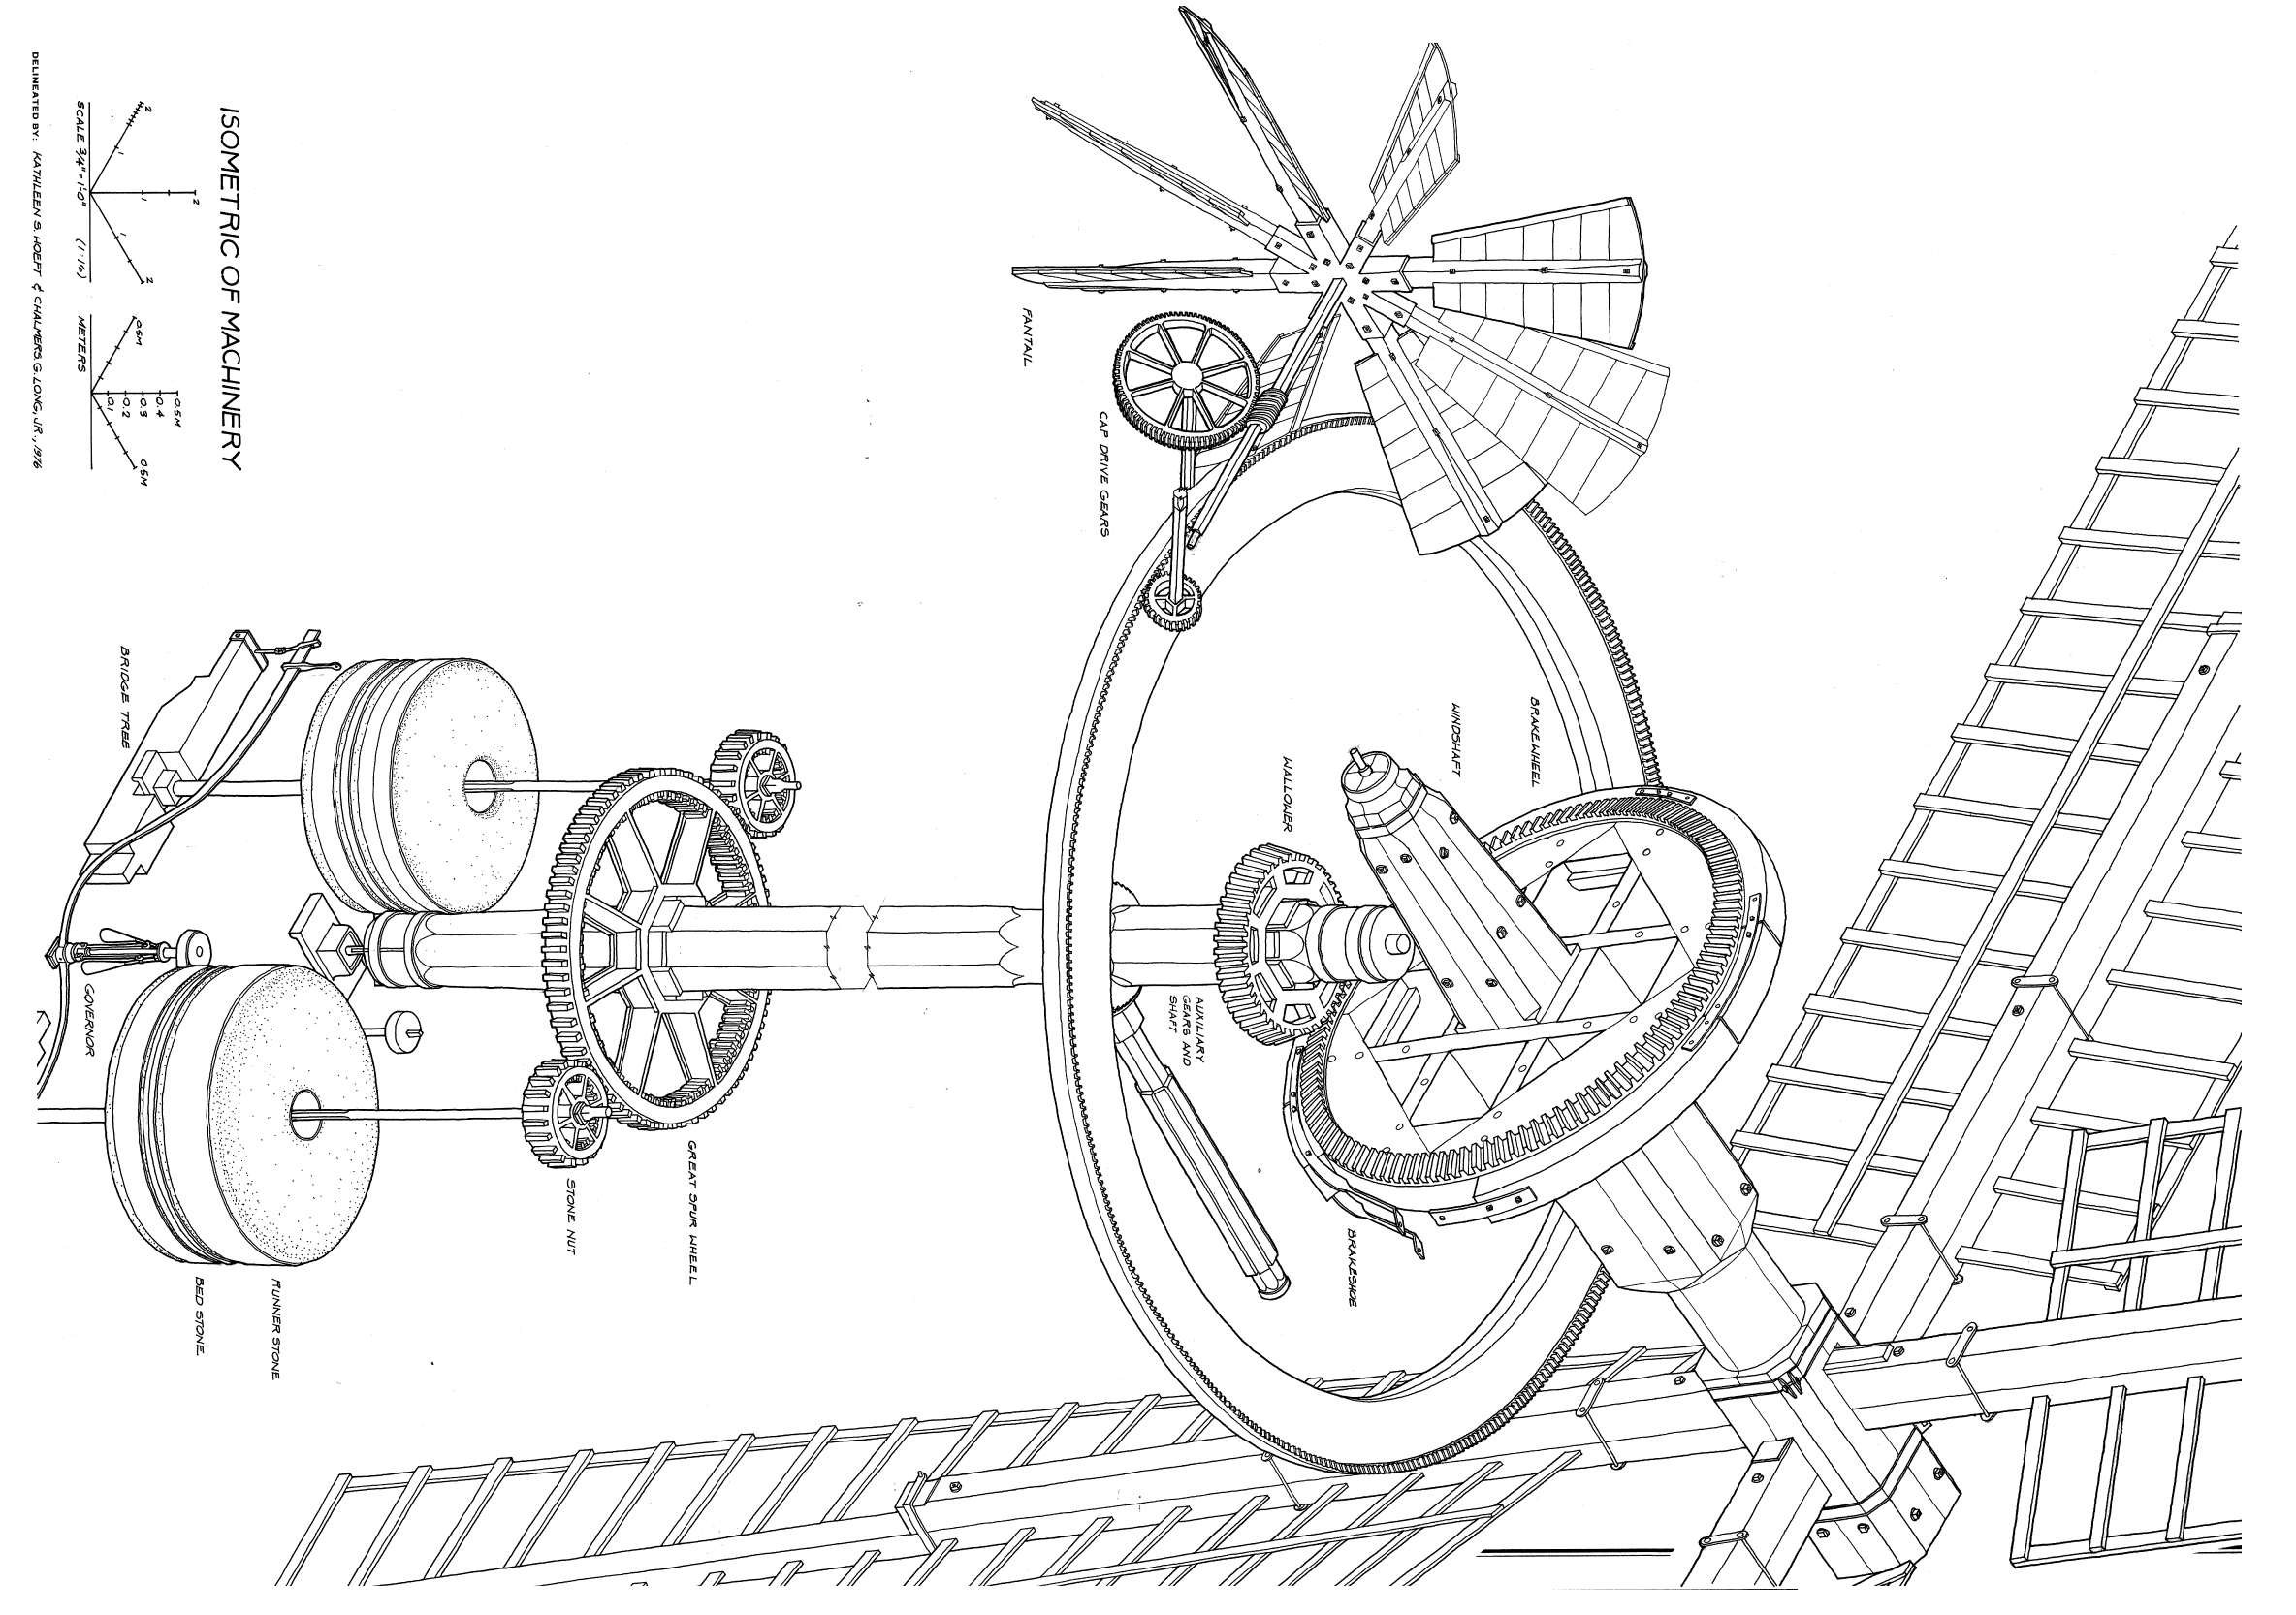 FANTAIL
CAP DRIVE GEARS
BRAKEWHEEL
WINDSHAFT
WALLOWER
AUXILIARY
GEARS AND
SHAFT
BRAKESHOE
GREAT SPUR WHEEL
STONE NUT
BRIDGE TREE
GOVERNOR
RUNNER STONE
BED STONE
ISOMETRIC OF MACHINERY
2 1 1 2 1 2
SCALE 3/4" = 1'-0" (1:16)
0.5M 0.5M 0.4 0.3 0.2 0.1 0.5M
METERS
DELINEATED BY: KATHLEEN S. HOEFT & CHALMERS G. LONG, JR., 1976